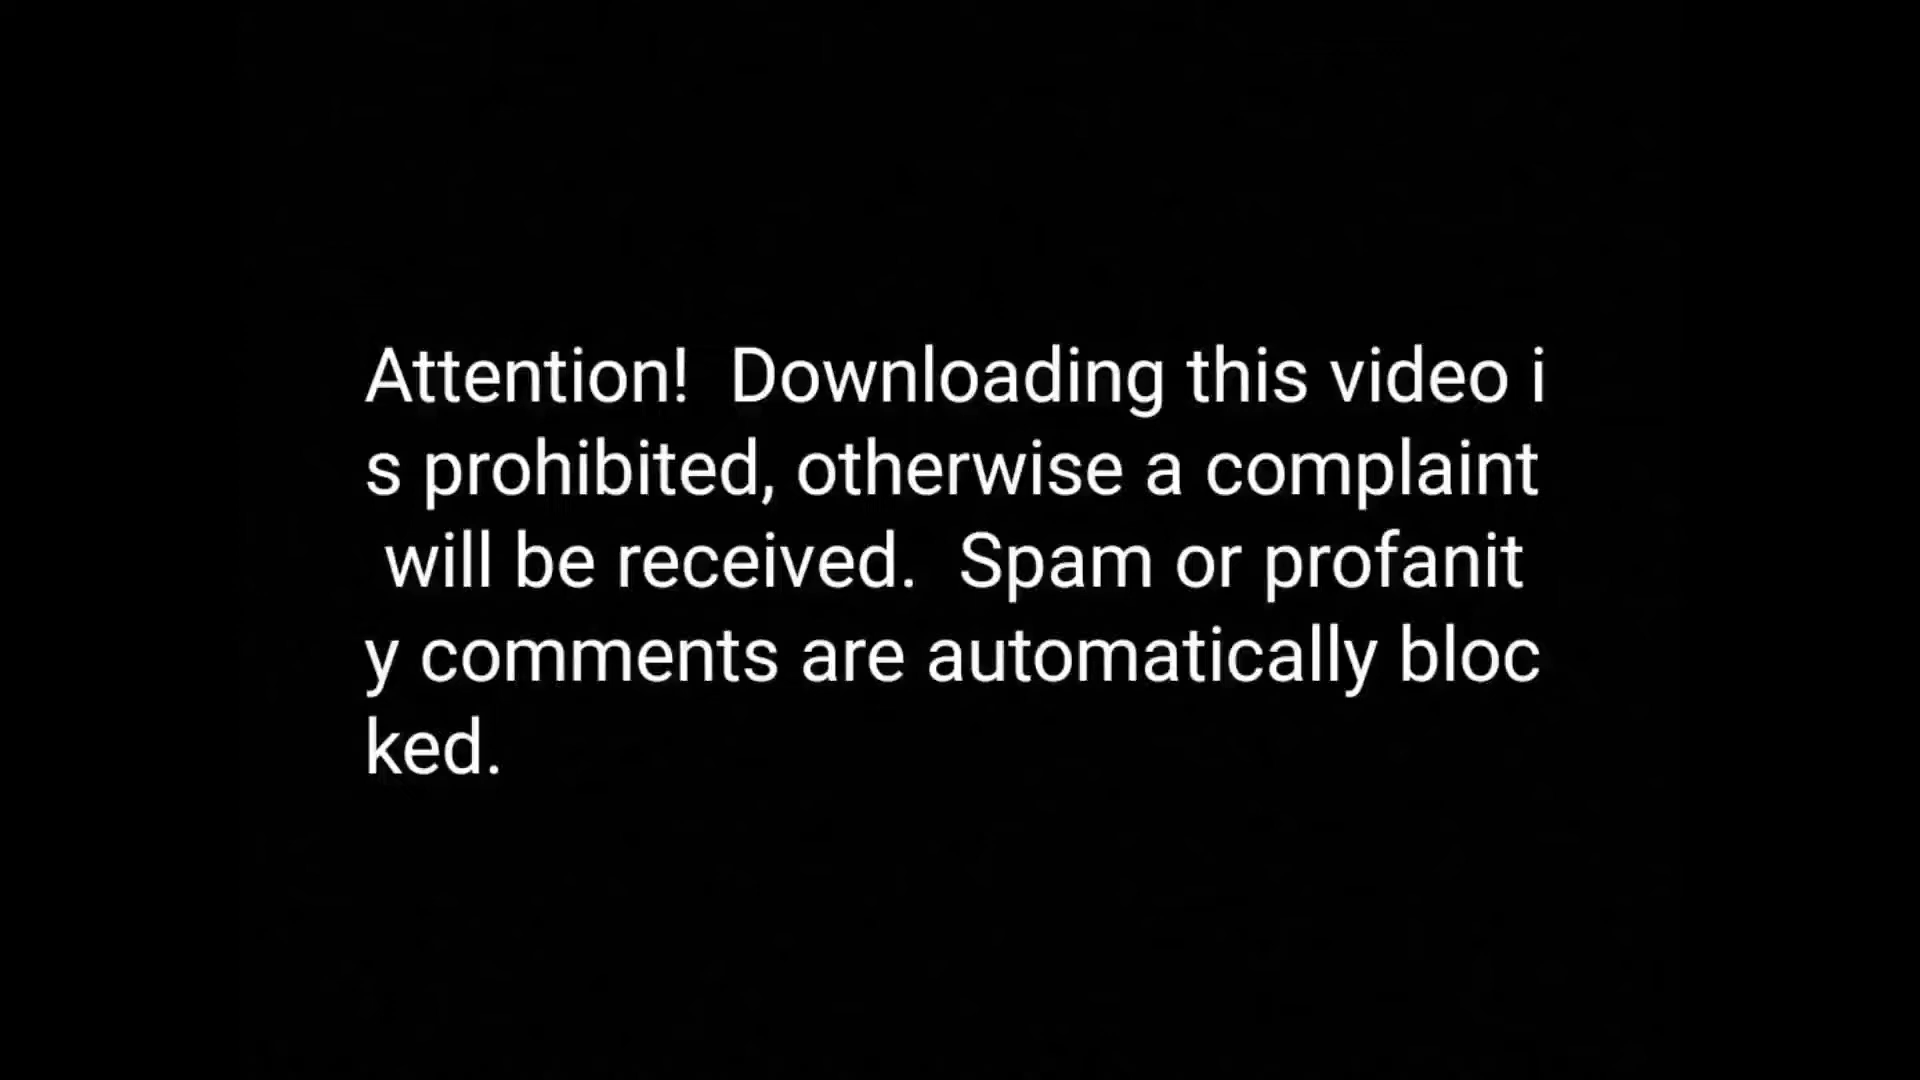 Attention!  Downloading this video i
s prohibited, otherwise a complaint
 will be received.  Spam or profanit
y comments are automatically bloc
ked.